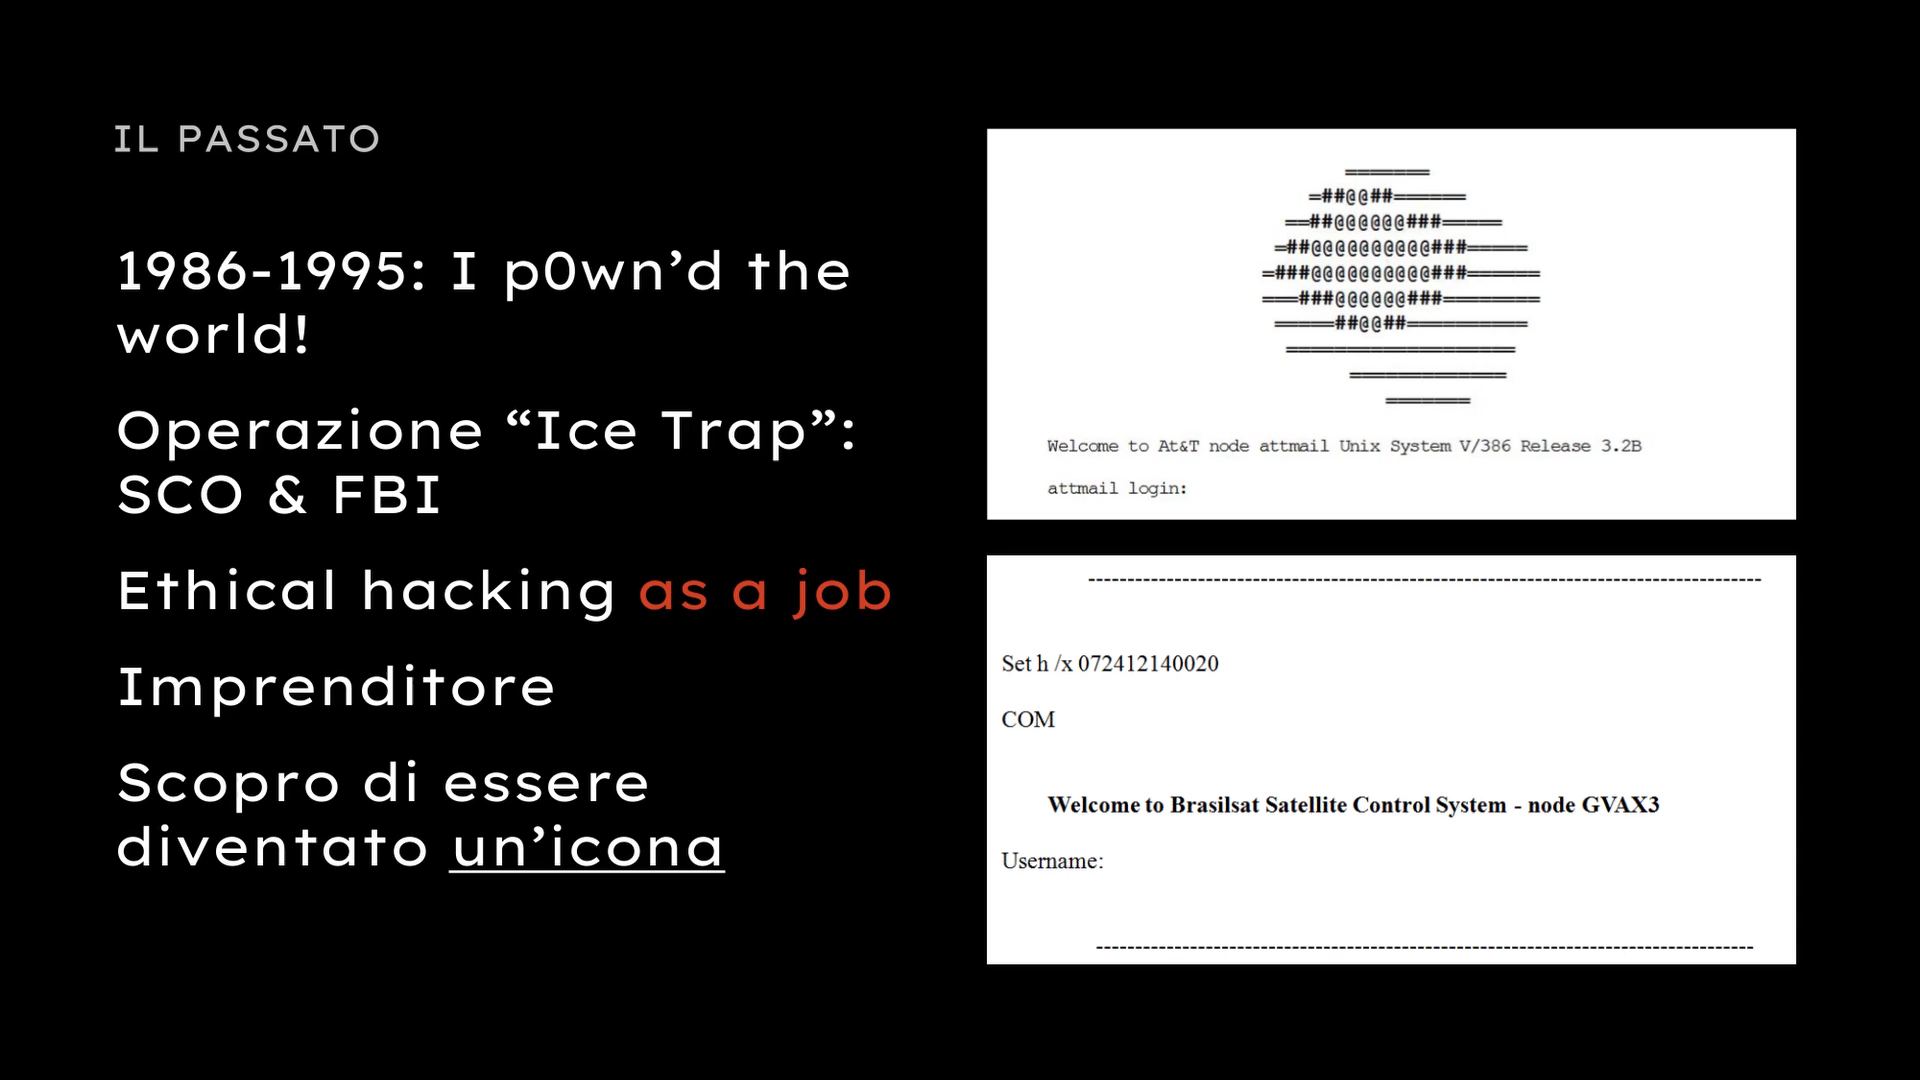 IL PASSATO
1986-1995: I p0wn’d the
world!
Operazione “Ice Trap”:
SCO & FBI
Ethical hacking as a job
Imprenditore
Scopro di essere
diventato un’icona
=======
=##@@##======
==##@@@@@@###=====
=##@@@@@@@@@@###=====
=###@@@@@@@@@@###======
===###@@@@@@###========
=====##@@##==========
===================
=============
=======
Welcome to At&T node attmail Unix System V/386 Release 3.2B
attmail login:
--------------------------------------------------------------------------------------
Set h /x 072412140020
COM
Welcome to Brasilsat Satellite Control System - node GVAX3
Username:
------------------------------------------------------------------------------------